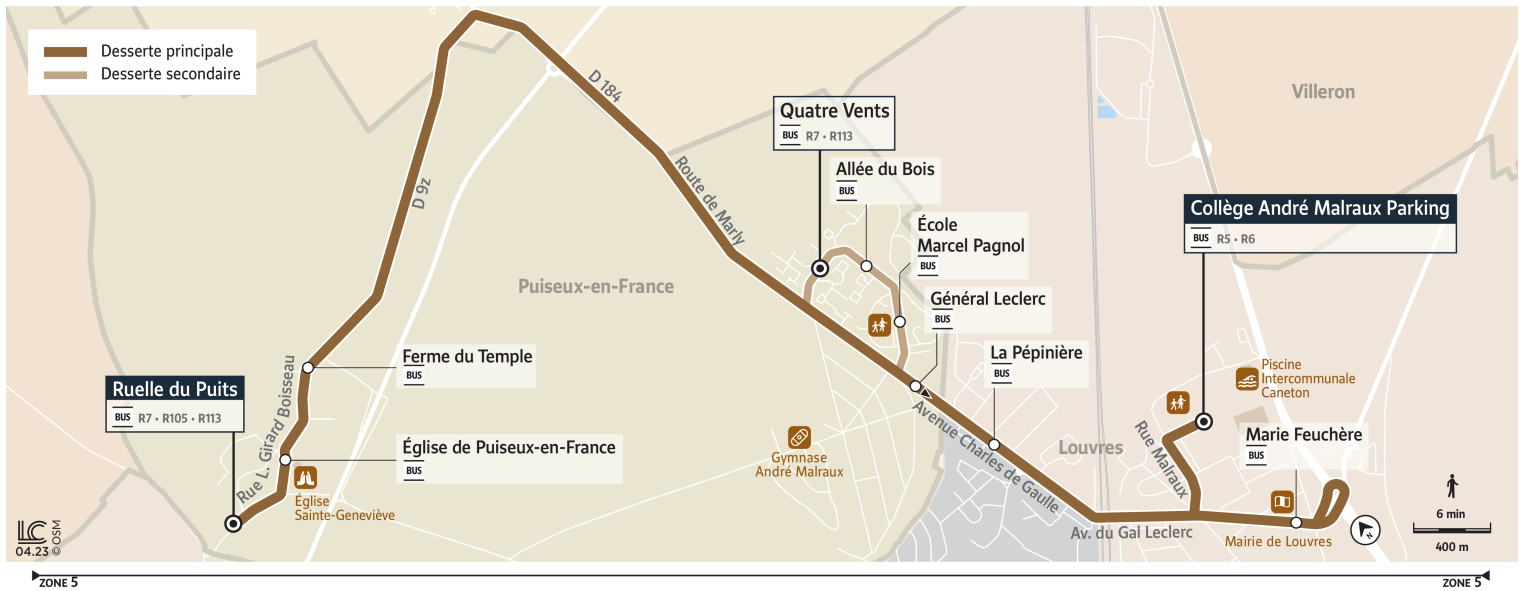 Desserte principale
Desserte secondaire
D 184
D 9z
Route de Marly
Quatre Vents
BUS R7 • R113
Allée du Bois
BUS
École
Marcel Pagnol
BUS
Général Leclerc
BUS
La Pépinière
BUS
Villeron
Collège André Malraux Parking
BUS R5 • R6
Puiseux-en-France
Ferme du Temple
BUS
Ruelle du Puits
BUS R7 • R105 • R113
Rue L. Girard Boisseau
Église de Puiseux-en-France
BUS
Église
Sainte-Geneviève
Gymnase
André Malraux
Avenue Charles de Gaulle
Louvres
Rue Malraux
Piscine
Intercommunale
Caneton
Marie Feuchère
BUS
Av. du Gal Leclerc
Mairie de Louvres
N
6 min
400 m
LC
04.23 © OSM
ZONE 5
ZONE 5